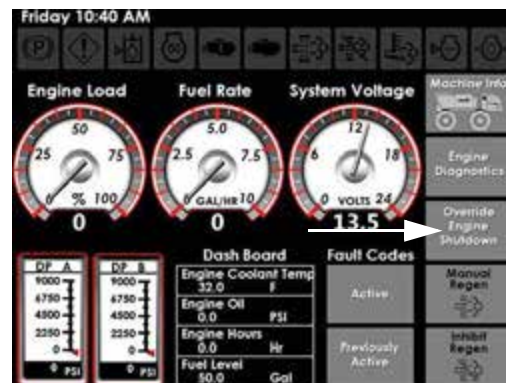 Friday 10:40 AM
Engine Load
Fuel Rate
System Voltage
Machine Info
25
50
75
0
% 100
0
2.5
5.0
7.5
0
GAL/HR 10
0
6
12
18
0
VOLTS 24
13.5
Engine
Diagnostics
Override
Engine
Shutdown
Manual
Regen
Inhibit
Regen
DP A
9000
6750
4500
2250
0
0 PSI
DP B
9000
6750
4500
2250
0
0 PSI
Dash Board
Engine Coolant Temp
32.0 F
Engine Oil
0.0 PSI
Engine Hours
0.0 Hr
Fuel Level
50.0 Gal
Fault Codes
Active
Previously
Active